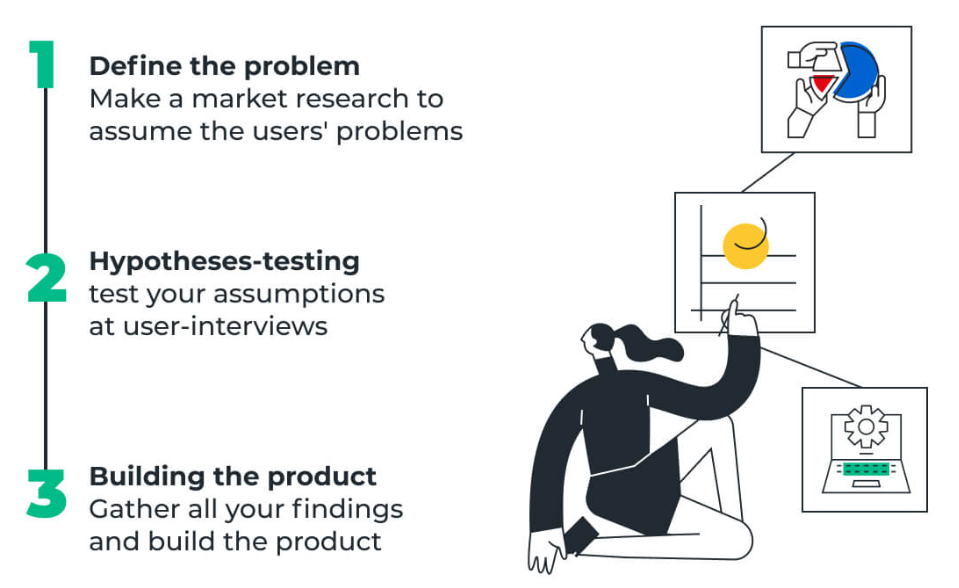 1
Define the problem
Make a market research to
assume the users' problems
2
Hypotheses-testing
test your assumptions
at user-interviews
3
Building the product
Gather all your findings
and build the product